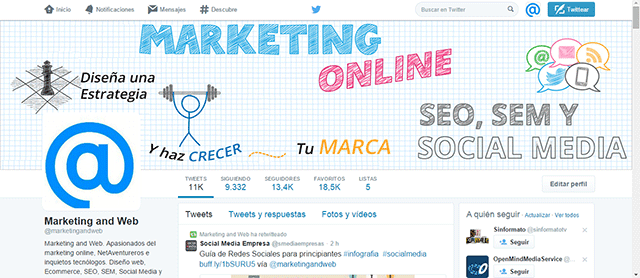 Inicio Notificaciones Mensajes Descubre Buscar en Twitter Twittear
MARKETING
ONLINE
Diseña una
Estrategia
Y haz CRECER Tu MARCA
SEO, SEM Y
SOCIAL MEDIA
@
TWEETS SIGUIENDO SEGUIDORES FAVORITOS LISTAS
11K 9.332 13,4K 18,5K 5
Editar perfil
Marketing and Web
@marketingandweb
Marketing and Web. Apasionados del
marketing online, NetAventureros e
inquietos tecnólogos. Diseño web,
Ecommerce, SEO, SEM, Social Media y
Tweets Tweets y respuestas Fotos y vídeos
Marketing and Web ha retwitteado
Social Media Empresa @smediaempresas · 2 h
Guía de Redes Sociales para principiantes #infografia #socialmedia
buff.ly/1bSURU5 vía @marketingandweb
A quién seguir · Actualizar · Ver todos
Sinformato @sinformatotv
Seguir
OpenMindMediaService @...
Seguir